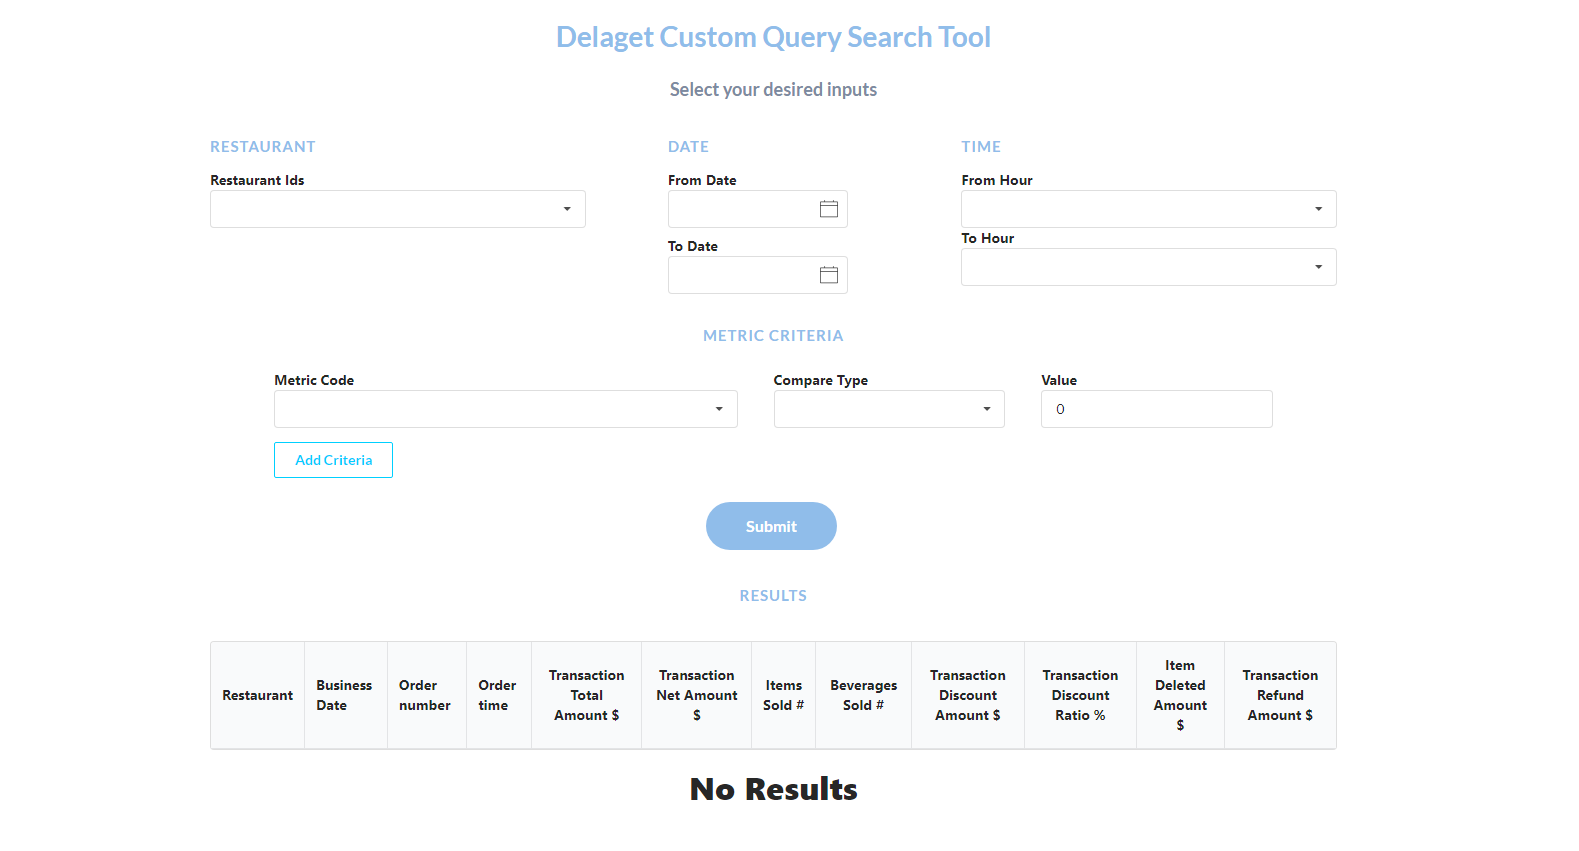 Delaget Custom Query Search Tool
Select your desired inputs
RESTAURANT
Restaurant Ids
DATE
From Date
To Date
TIME
From Hour
To Hour
METRIC CRITERIA
Metric Code
Compare Type
Value
0
Add Criteria
Submit
RESULTS
Restaurant
Business
Date
Order
number
Order
time
Transaction
Total
Amount $
Transaction
Net Amount
$
Items
Sold #
Beverages
Sold #
Transaction
Discount
Amount $
Transaction
Discount
Ratio %
Item
Deleted
Amount
$
Transaction
Refund
Amount $
No Results